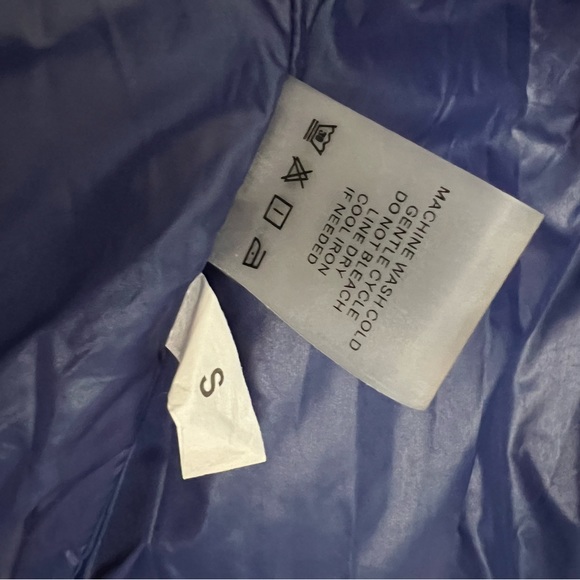 MACHINE WASH COLD
GENTLE CYCLE
DO NOT BLEACH
LINE DRY
COOL IRON
IF NEEDED
S